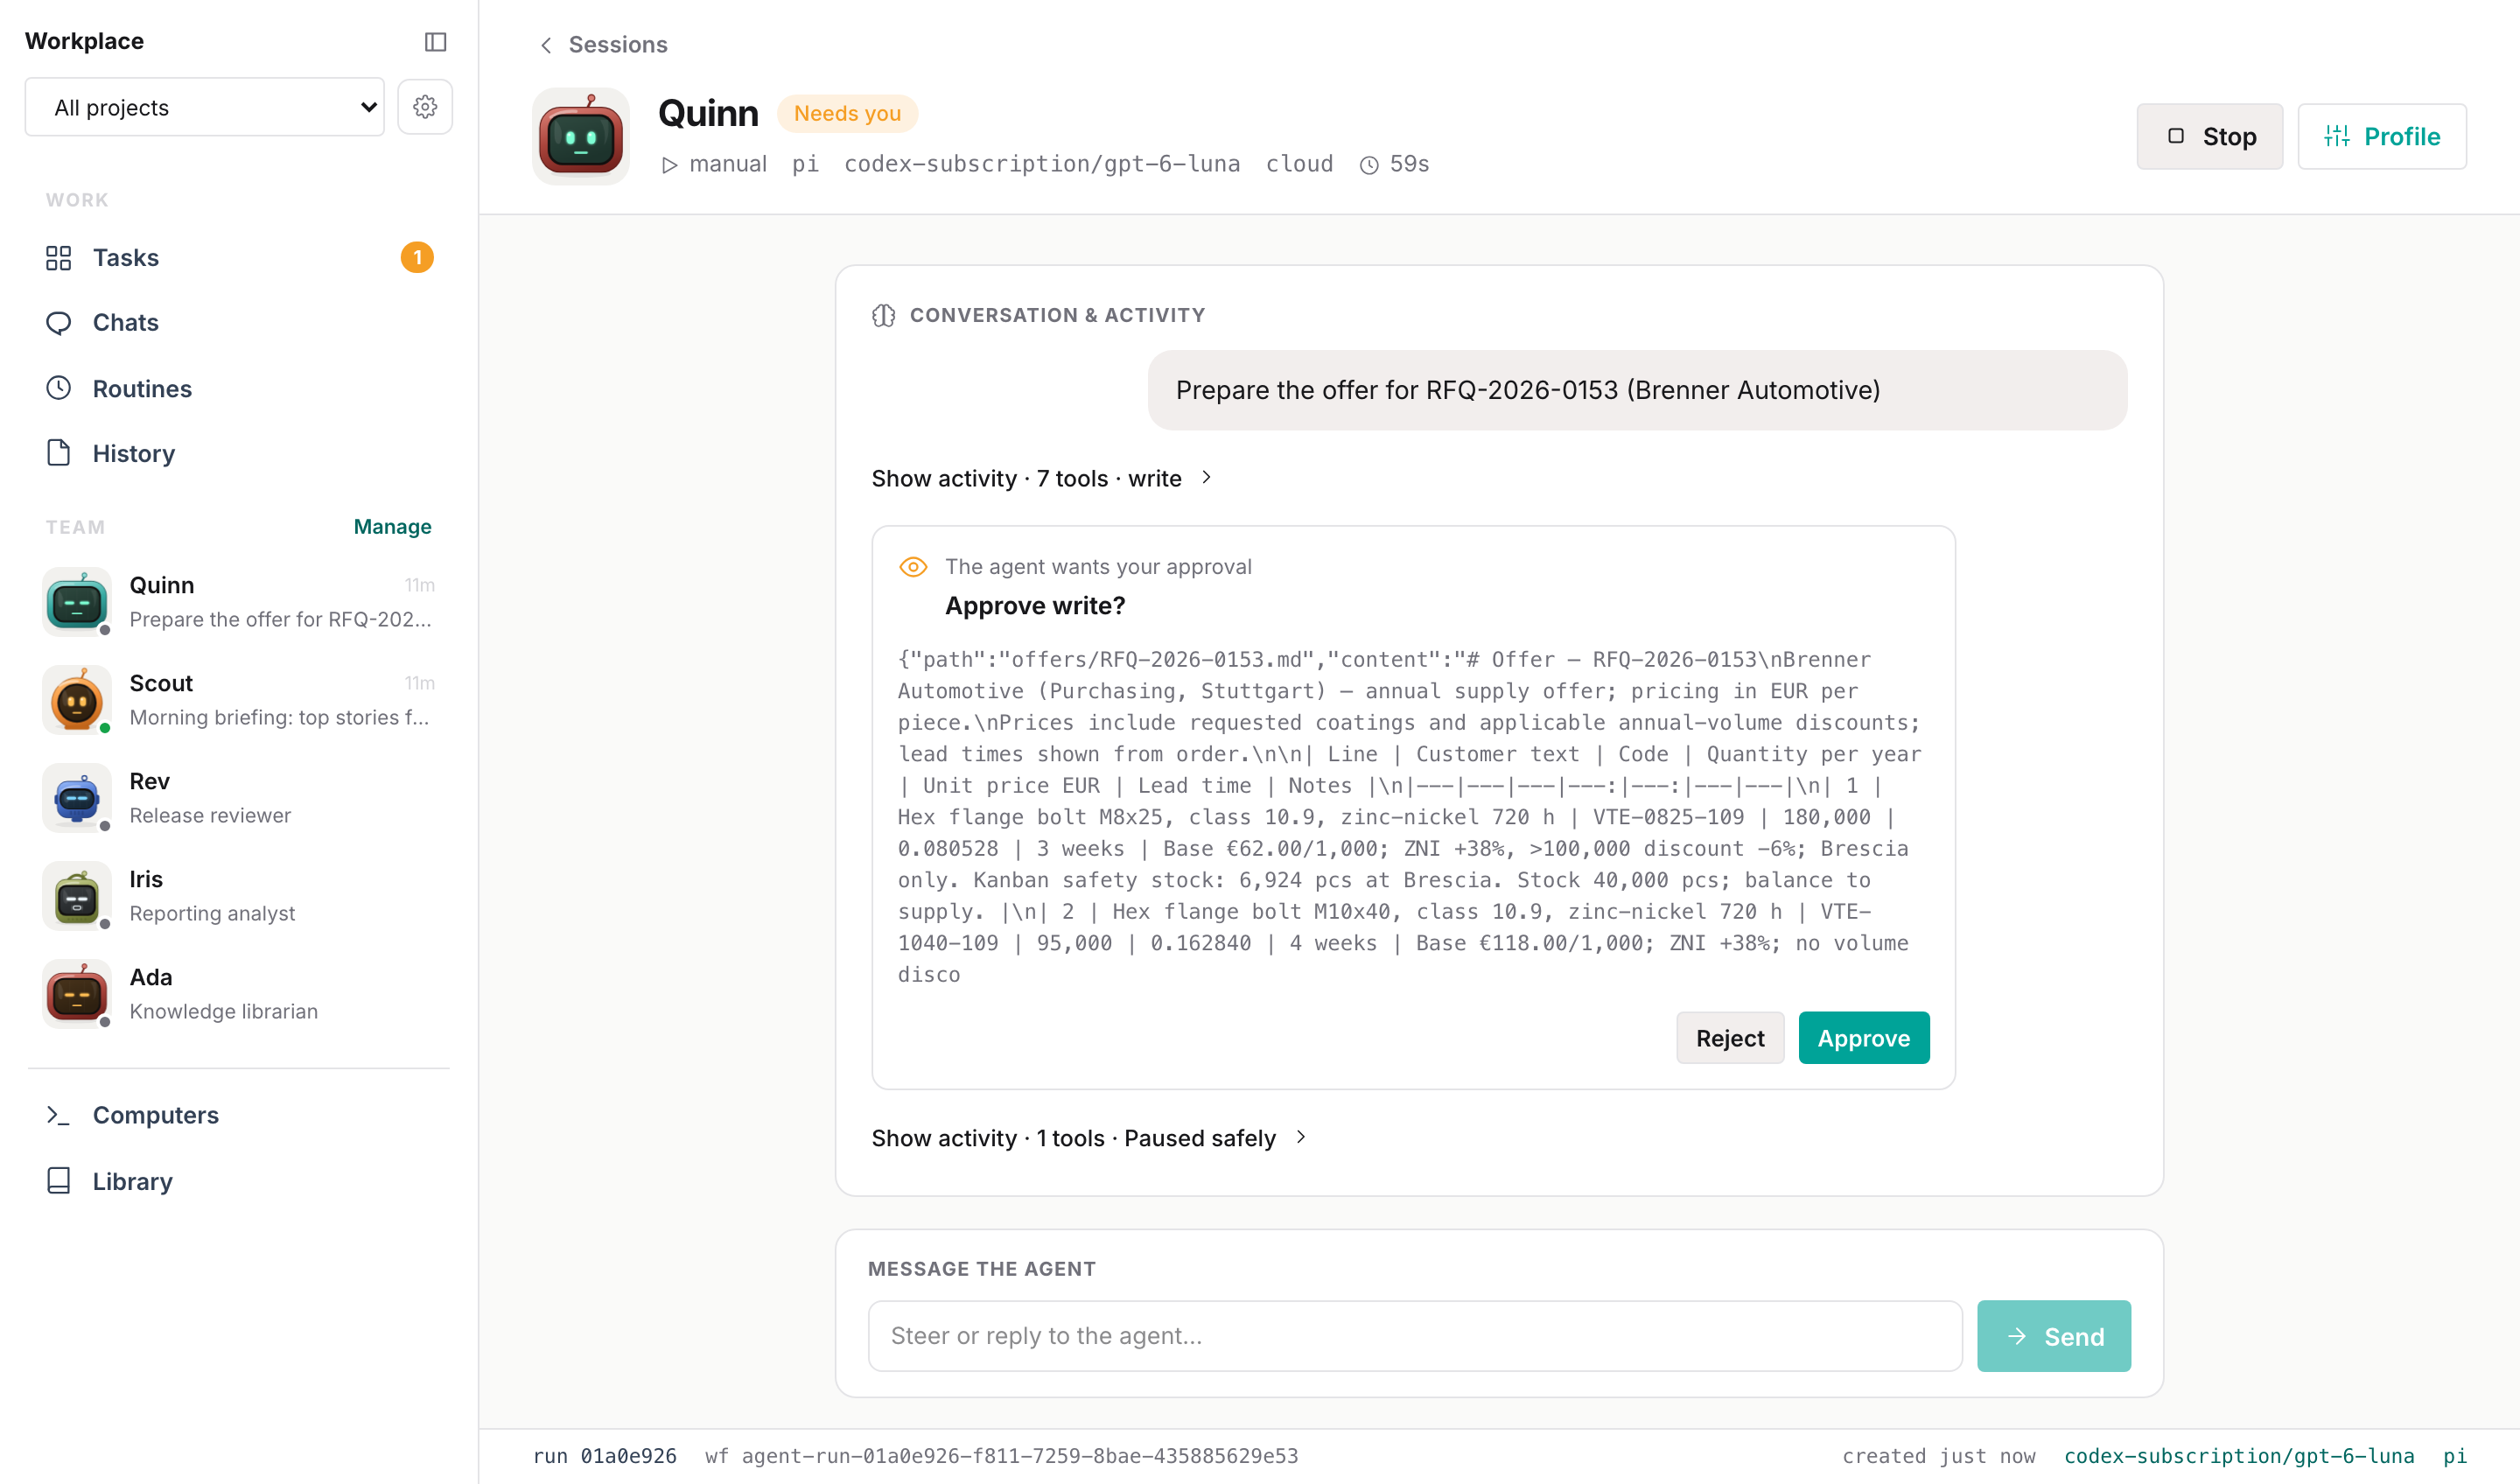 Workplace
All projects
WORK
Tasks
1
Chats
Routines
History
TEAM
Manage
Quinn
11m
Prepare the offer for RFQ-202...
Scout
11m
Morning briefing: top stories f...
Rev
Release reviewer
Iris
Reporting analyst
Ada
Knowledge librarian
Computers
Library
Sessions
Quinn
Needs you
manual pi codex-subscription/gpt-6-luna cloud 59s
Stop
Profile
CONVERSATION & ACTIVITY
Prepare the offer for RFQ-2026-0153 (Brenner Automotive)
Show activity · 7 tools · write
The agent wants your approval
Approve write?
{"path":"offers/RFQ-2026-0153.md","content":"# Offer — RFQ-2026-0153\nBrenner
Automotive (Purchasing, Stuttgart) — annual supply offer; pricing in EUR per
piece.\nPrices include requested coatings and applicable annual-volume discounts;
lead times shown from order.\n\n| Line | Customer text | Code | Quantity per year
| Unit price EUR | Lead time | Notes |\n|---|---|---|---:|---:|---|---|\n| 1 |
Hex flange bolt M8x25, class 10.9, zinc-nickel 720 h | VTE-0825-109 | 180,000 |
0.080528 | 3 weeks | Base €62.00/1,000; ZNI +38%, >100,000 discount -6%; Brescia
only. Kanban safety stock: 6,924 pcs at Brescia. Stock 40,000 pcs; balance to
supply. |\n| 2 | Hex flange bolt M10x40, class 10.9, zinc-nickel 720 h | VTE-
1040-109 | 95,000 | 0.162840 | 4 weeks | Base €118.00/1,000; ZNI +38%; no volume
disco
Reject
Approve
Show activity · 1 tools · Paused safely
MESSAGE THE AGENT
Steer or reply to the agent...
Send
run 01a0e926 wf agent-run-01a0e926-f811-7259-8bae-435885629e53
created just now codex-subscription/gpt-6-luna pi